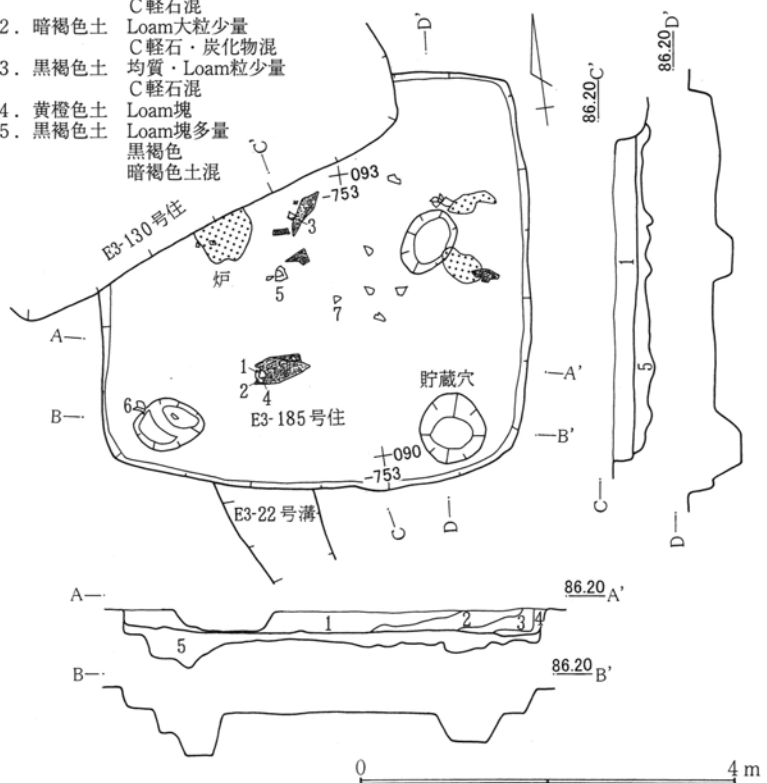 C軽石混
2．暗褐色土 Loam大粒少量
C軽石・炭化物混
3．黒褐色土 均質・Loam粒少量
C軽石混
4．黄橙色土 Loam塊
5．黒褐色土 Loam塊多量
黒褐色
暗褐色土混
D'
86.20 C'
86.20 D'
C'
093
-753
3
E3-130号住
炉
5
7
1
5
A
A'
1
2
4
貯蔵穴
B
6
E3-185号住
B'
090
-753
E3-22号溝
C
D
C
D
A
86.20 A'
1
2
3
4
5
B
86.20 B'
0
4 m